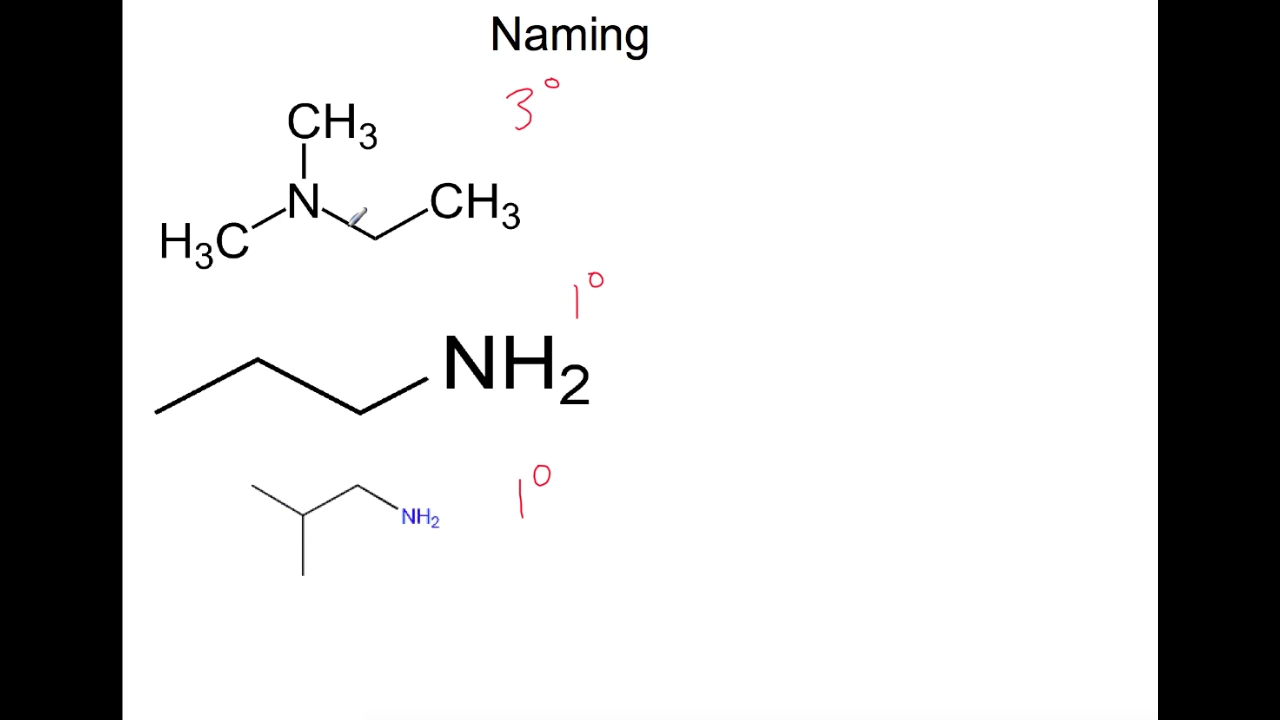 Naming
3°
CH₃
N
CH₃
H₃C
1°
NH₂
1°
NH₂